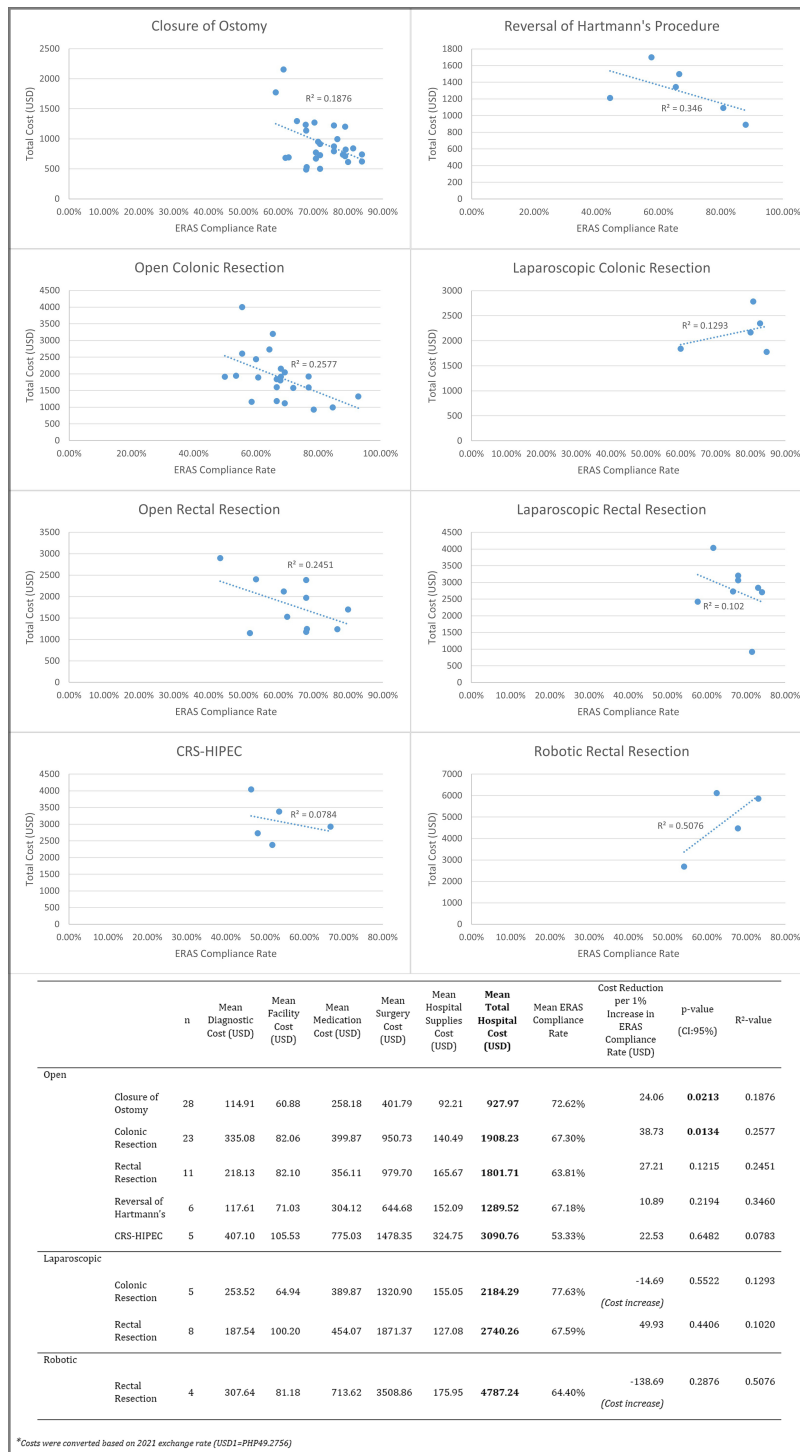 Closure of Ostomy
2500
2000
1500
1000
500
0
Total Cost (USD)
R² = 0.1876
0.00% 10.00% 20.00% 30.00% 40.00% 50.00% 60.00% 70.00% 80.00% 90.00%
ERAS Compliance Rate
Reversal of Hartmann's Procedure
1800
1600
1400
1200
1000
800
600
400
200
0
Total Cost (USD)
R² = 0.346
0.00% 20.00% 40.00% 60.00% 80.00% 100.00%
ERAS Compliance Rate
Open Colonic Resection
4500
4000
3500
3000
2500
2000
1500
1000
500
0
Total Cost (USD)
R² = 0.2577
0.00% 20.00% 40.00% 60.00% 80.00% 100.00%
ERAS Compliance Rate
Laparoscopic Colonic Resection
3000
2500
2000
1500
1000
500
0
Total Cost (USD)
R² = 0.1293
0.00% 10.00% 20.00% 30.00% 40.00% 50.00% 60.00% 70.00% 80.00% 90.00%
ERAS Compliance Rate
Open Rectal Resection
3500
3000
2500
2000
1500
1000
500
0
Total Cost (USD)
R² = 0.2451
0.00% 10.00% 20.00% 30.00% 40.00% 50.00% 60.00% 70.00% 80.00% 90.00%
ERAS Compliance Rate
Laparoscopic Rectal Resection
4500
4000
3500
3000
2500
2000
1500
1000
500
0
Total Cost (USD)
R² = 0.102
0.00% 10.00% 20.00% 30.00% 40.00% 50.00% 60.00% 70.00% 80.00%
ERAS Compliance Rate
CRS-HIPEC
4500
4000
3500
3000
2500
2000
1500
1000
500
0
Total Cost (USD)
R² = 0.0784
0.00% 10.00% 20.00% 30.00% 40.00% 50.00% 60.00% 70.00% 80.00%
ERAS Compliance Rate
Robotic Rectal Resection
7000
6000
5000
4000
3000
2000
1000
0
Total Cost (USD)
R² = 0.5076
0.00% 10.00% 20.00% 30.00% 40.00% 50.00% 60.00% 70.00% 80.00%
ERAS Compliance Rate
n
Mean
Diagnostic
Cost (USD)
Mean
Facility
Cost
(USD)
Mean
Medication
Cost (USD)
Mean
Surgery
Cost
(USD)
Mean
Hospital
Supplies
Cost
(USD)
Mean
Total
Hospital
Cost
(USD)
Mean ERAS
Compliance
Rate
Cost Reduction
per 1%
Increase in
ERAS
Compliance
Rate (USD)
p-value
(CI:95%)
R²-value
Open
Closure of
Ostomy 28 114.91 60.88 258.18 401.79 92.21 927.97 72.62% 24.06 0.0213 0.1876
Colonic
Resection 23 335.08 82.06 399.87 950.73 140.49 1908.23 67.30% 38.73 0.0134 0.2577
Rectal
Resection 11 218.13 82.10 356.11 979.70 165.67 1801.71 63.81% 27.21 0.1215 0.2451
Reversal of
Hartmann's 6 117.61 71.03 304.12 644.68 152.09 1289.52 67.18% 10.89 0.2194 0.3460
CRS-HIPEC 5 407.10 105.53 775.03 1478.35 324.75 3090.76 53.33% 22.53 0.6482 0.0783
Laparoscopic
Colonic
Resection 5 253.52 64.94 389.87 1320.90 155.05 2184.29 77.63% -14.69 0.5522 0.1293
(Cost increase)
Rectal
Resection 8 187.54 100.20 454.07 1871.37 127.08 2740.26 67.59% 49.93 0.4406 0.1020
Robotic
Rectal
Resection 4 307.64 81.18 713.62 3508.86 175.95 4787.24 64.40% -138.69 0.2876 0.5076
(Cost increase)
*Costs were converted based on 2021 exchange rate (USD1=PHP49.2756)